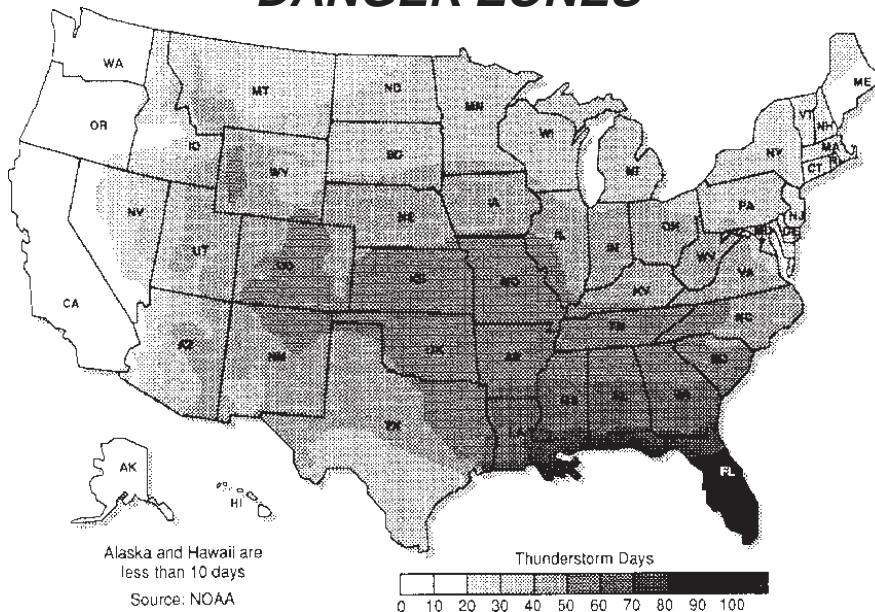 DANGER ZONES
WA
MT
ND
MN
ME
OR
ID
SD
WI
VT
NH
MA
NY
WY
MI
CT
RI
NV
UT
CO
NE
IA
IL
IN
OH
PA
NJ
MD
DE
WV
VA
KS
MO
KY
CA
AZ
NM
OK
AR
TN
NC
SC
MS
AL
GA
TX
LA
FL
AK
HI
Alaska and Hawaii are
less than 10 days
Source: NOAA
Thunderstorm Days
0 10 20 30 40 50 60 70 80 90 100